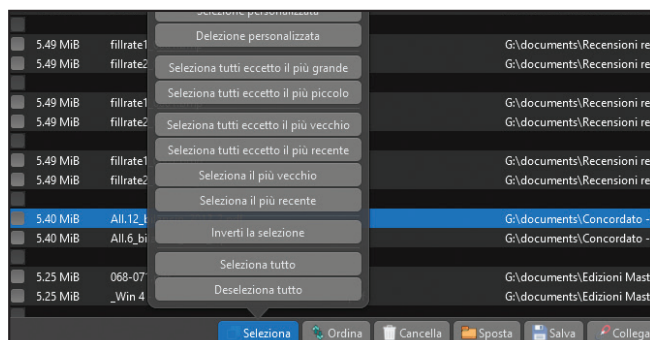 Selezione personalizzata
Delezione personalizzata
5.49 MiB fillrate1 G:\documents\Recensioni re
5.49 MiB fillrate2 Seleziona tutti eccetto il più grande G:\documents\Recensioni re
Seleziona tutti eccetto il più piccolo
5.49 MiB fillrate1 G:\documents\Recensioni re
5.49 MiB fillrate2 Seleziona tutti eccetto il più vecchio G:\documents\Recensioni re
Seleziona tutti eccetto il più recente
5.49 MiB fillrate1 G:\documents\Recensioni re
5.49 MiB fillrate2 Seleziona il più vecchio G:\documents\Recensioni re
Seleziona il più recente
5.40 MiB All.12_b G:\documents\Concordato -
5.40 MiB All.6_bi Inverti la selezione G:\documents\Concordato -
Seleziona tutto
5.25 MiB 068-07 G:\documents\Edizioni Mast
5.25 MiB _Win 4 Deseleziona tutto G:\documents\Edizioni Mast
Seleziona Ordina Cancella Sposta Salva Collega